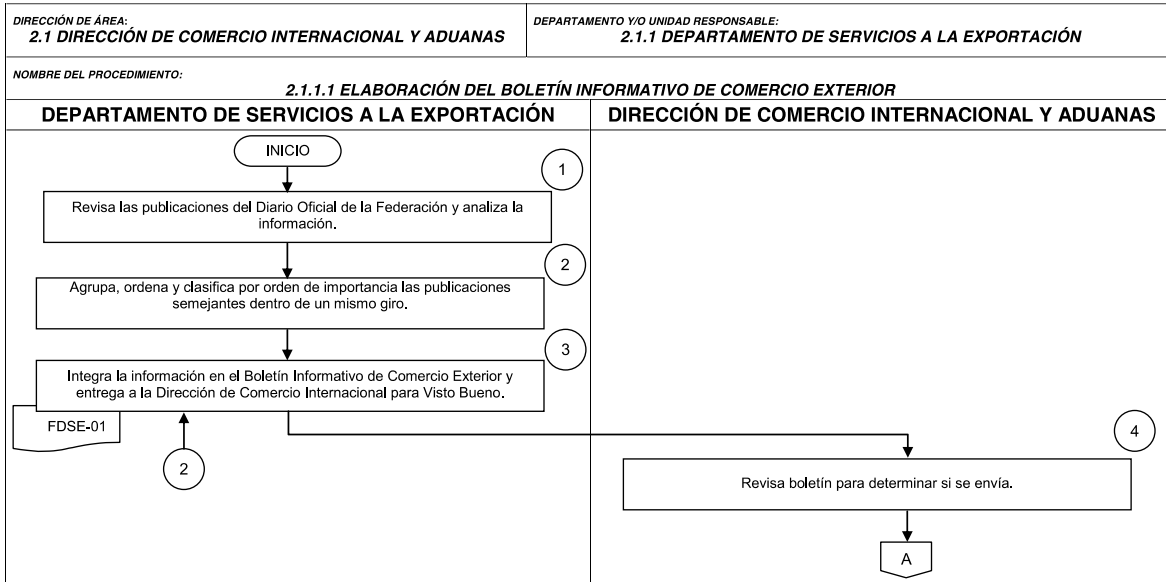 DIRECCIÓN DE ÁREA:
2.1 DIRECCIÓN DE COMERCIO INTERNACIONAL Y ADUANAS
DEPARTAMENTO Y/O UNIDAD RESPONSABLE:
2.1.1 DEPARTAMENTO DE SERVICIOS A LA EXPORTACIÓN
NOMBRE DEL PROCEDIMIENTO:
2.1.1.1 ELABORACIÓN DEL BOLETÍN INFORMATIVO DE COMERCIO EXTERIOR
DEPARTAMENTO DE SERVICIOS A LA EXPORTACIÓN
DIRECCIÓN DE COMERCIO INTERNACIONAL Y ADUANAS
INICIO
1
Revisa las publicaciones del Diario Oficial de la Federación y analiza la
información.
2
Agrupa, ordena y clasifica por orden de importancia las publicaciones
semejantes dentro de un mismo giro.
3
Integra la información en el Boletín Informativo de Comercio Exterior y
entrega a la Dirección de Comercio Internacional para Visto Bueno.
FDSE-01
2
4
Revisa boletín para determinar si se envía.
A